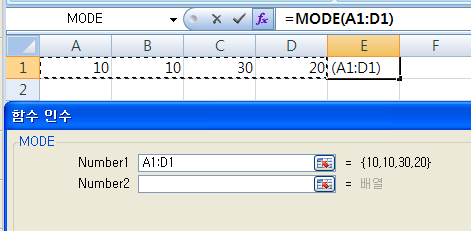 MODE =MODE(A1:D1)
A B C D E F
1 10 10 30 20 (A1:D1)
2
함수 인수
MODE
Number1 A1:D1 = {10,10,30,20}
Number2 = 배열